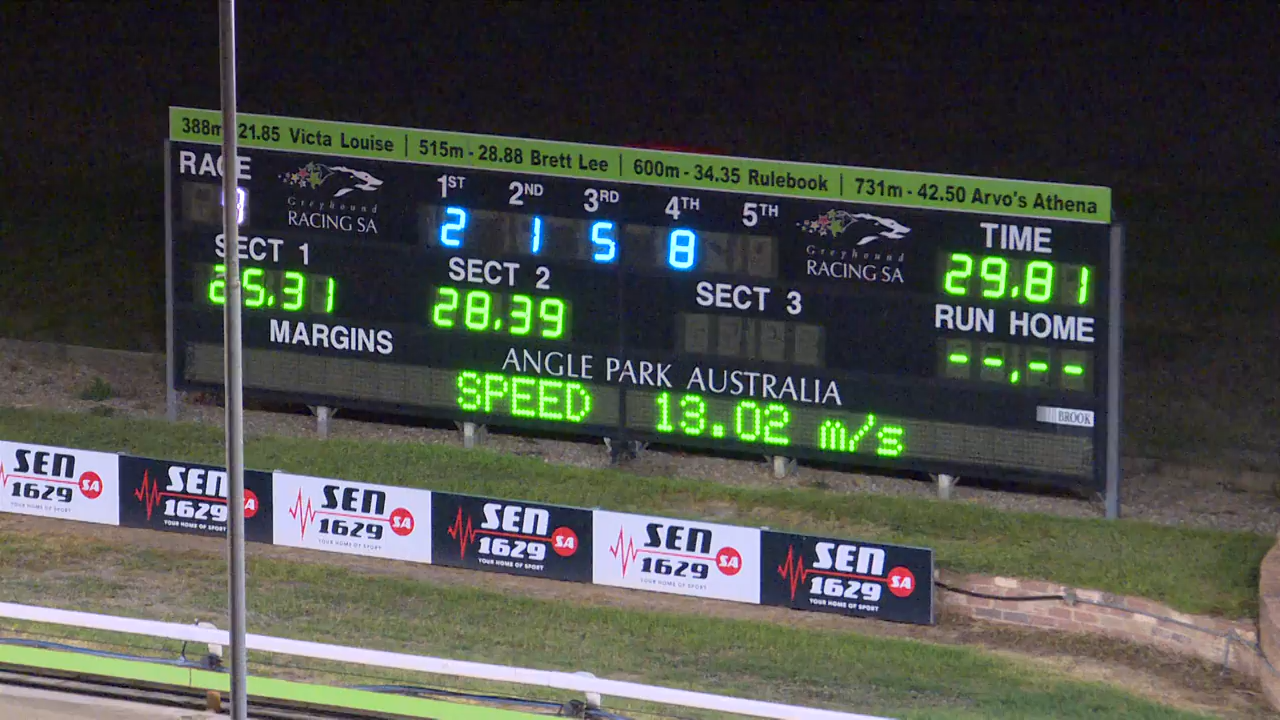 388m - 21.85 Victa Louise | 515m - 28.88 Brett Lee | 600m - 34.35 Rulebook | 731m - 42.50 Arvo's Athena
RACE
Greyhound
RACING SA
1ST 2ND 3RD 4TH 5TH
2 1 5 8
Greyhound
RACING SA
TIME
29.81
SECT 1
25.31
SECT 2
28.39
SECT 3
RUN HOME
--.--
MARGINS
ANGLE PARK AUSTRALIA
SPEED 13.02 m/s
BROOK
SEN SA
1629
YOUR HOME OF SPORT
SEN SA
1629
YOUR HOME OF SPORT
SEN SA
1629
YOUR HOME OF SPORT
SEN SA
1629
YOUR HOME OF SPORT
SEN SA
1629
YOUR HOME OF SPORT
SEN SA
1629
YOUR HOME OF SPORT